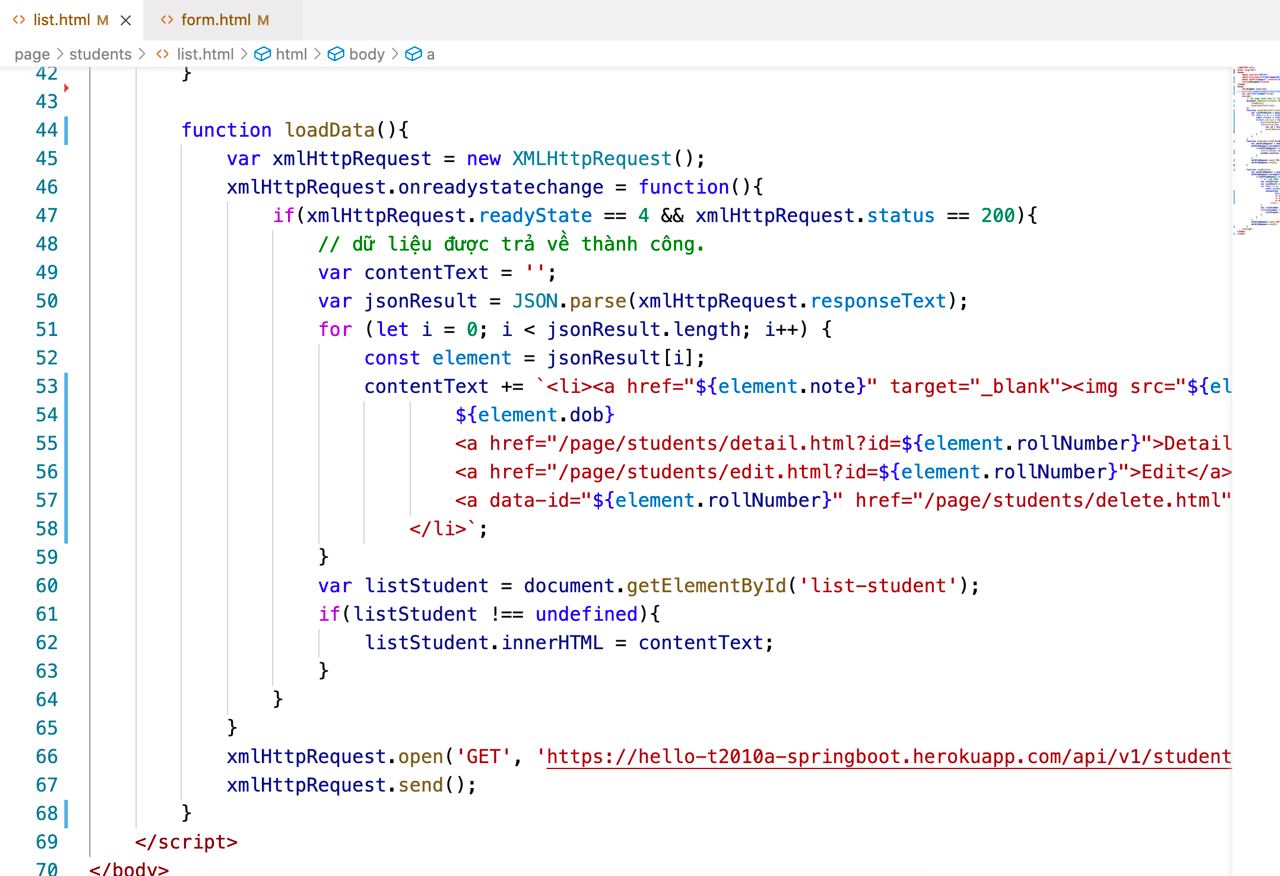 list.html M
form.html M
page > students > list.html > html > body > a
42 }
43
44 function loadData(){
45 var xmlHttpRequest = new XMLHttpRequest();
46 xmlHttpRequest.onreadystatechange = function(){
47 if(xmlHttpRequest.readyState == 4 && xmlHttpRequest.status == 200){
48 // dữ liệu được trả về thành công.
49 var contentText = '';
50 var jsonResult = JSON.parse(xmlHttpRequest.responseText);
51 for (let i = 0; i < jsonResult.length; i++) {
52 const element = jsonResult[i];
53 contentText += `<li><a href="${element.note}" target="_blank"><img src="${el
54 ${element.dob}
55 <a href="/page/students/detail.html?id=${element.rollNumber}">Detail
56 <a href="/page/students/edit.html?id=${element.rollNumber}">Edit</a>
57 <a data-id="${element.rollNumber}" href="/page/students/delete.html"
58 </li>`;
59 }
60 var listStudent = document.getElementById('list-student');
61 if(listStudent !== undefined){
62 listStudent.innerHTML = contentText;
63 }
64 }
65 }
66 xmlHttpRequest.open('GET', 'https://hello-t2010a-springboot.herokuapp.com/api/v1/student
67 xmlHttpRequest.send();
68 }
69 </script>
70 </body>